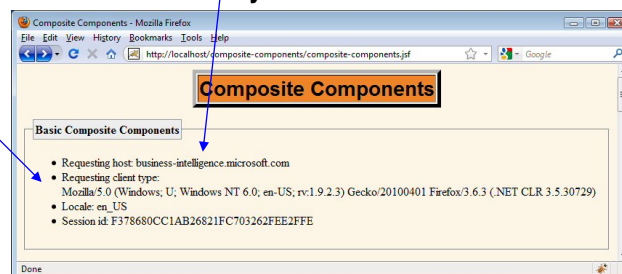 Composite Components - Mozilla Firefox
File Edit View History Bookmarks Tools Help
http://localhost/composite-components/composite-components.jsf
Google
Composite Components
Basic Composite Components
• Requesting host: business-intelligence.microsoft.com
• Requesting client type:
Mozilla/5.0 (Windows; U; Windows NT 6.0; en-US; rv:1.9.2.3) Gecko/20100401 Firefox/3.6.3 (.NET CLR 3.5.30729)
• Locale: en_US
• Session id: F378680CC1AB26821FC703262FEE2FFE
Done